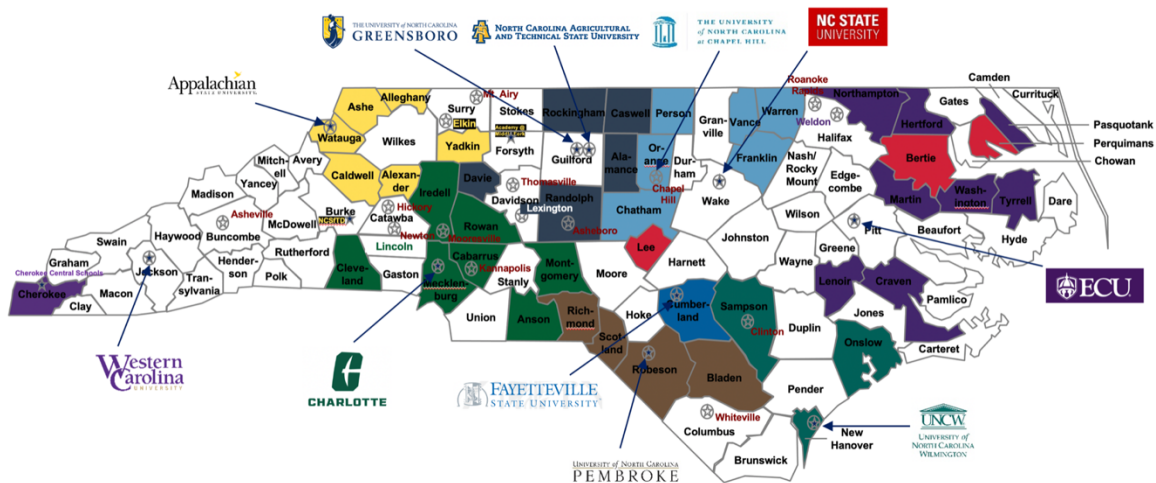 THE UNIVERSITY of NORTH CAROLINA
GREENSBORO
NORTH CAROLINA AGRICULTURAL
AND TECHNICAL STATE UNIVERSITY
THE UNIVERSITY
of NORTH CAROLINA
at CHAPEL HILL
NC STATE
UNIVERSITY
Appalachian
STATE UNIVERSITY
Roanoke
Rapids
Camden
Currituck
Ashe
Alleghany
Surry
Mt. Airy
Stokes
Rockingham
Caswell
Person
Gran-
ville
Vance
Warren
Northampton
Gates
Pasquotank
Perquimans
Chowan
Watauga
Wilkes
Elkin
Yadkin
Forsyth
Guilford
Ala-
mance
Or-
ange
Dur-
ham
Franklin
Weldon
Halifax
Hertford
Bertie
Mitch-
ell
Avery
Caldwell
Alexan-
der
Iredell
Davie
Davidson
Thomasville
Lexington
Randolph
Asheboro
Chatham
Chapel
Hill
Wake
Nash/
Rocky
Mount
Edge-
combe
Martin
Wash-
ington
Tyrrell
Dare
Madison
Yancey
Burke
NCSSM
McDowell
Catawba
Hickory
Newton
Mooresville
Rowan
Lincoln
Asheville
Buncombe
Haywood
Swain
Graham
Cherokee Central Schools
Cherokee
Clay
Macon
Jackson
Tran-
sylvania
Hender-
son
Polk
Rutherford
Cleve-
land
Gaston
Mecklen-
burg
Cabarrus
Kannapolis
Stanly
Mont-
gomery
Moore
Lee
Harnett
Johnston
Wilson
Wayne
Greene
Pitt
Beaufort
Hyde
Lenoir
Craven
Pamlico
Jones
Carteret
Onslow
Duplin
Sampson
Clinton
Cumber-
land
Hoke
Scot-
land
Rich-
mond
Anson
Union
Robeson
Bladen
Pender
Whiteville
Columbus
Brunswick
New
Hanover
ECU
Western
Carolina
UNIVERSITY
CHARLOTTE
FAYETTEVILLE
STATE UNIVERSITY
UNIVERSITY of NORTH CAROLINA
PEMBROKE
UNCW
UNIVERSITY of
NORTH CAROLINA
WILMINGTON